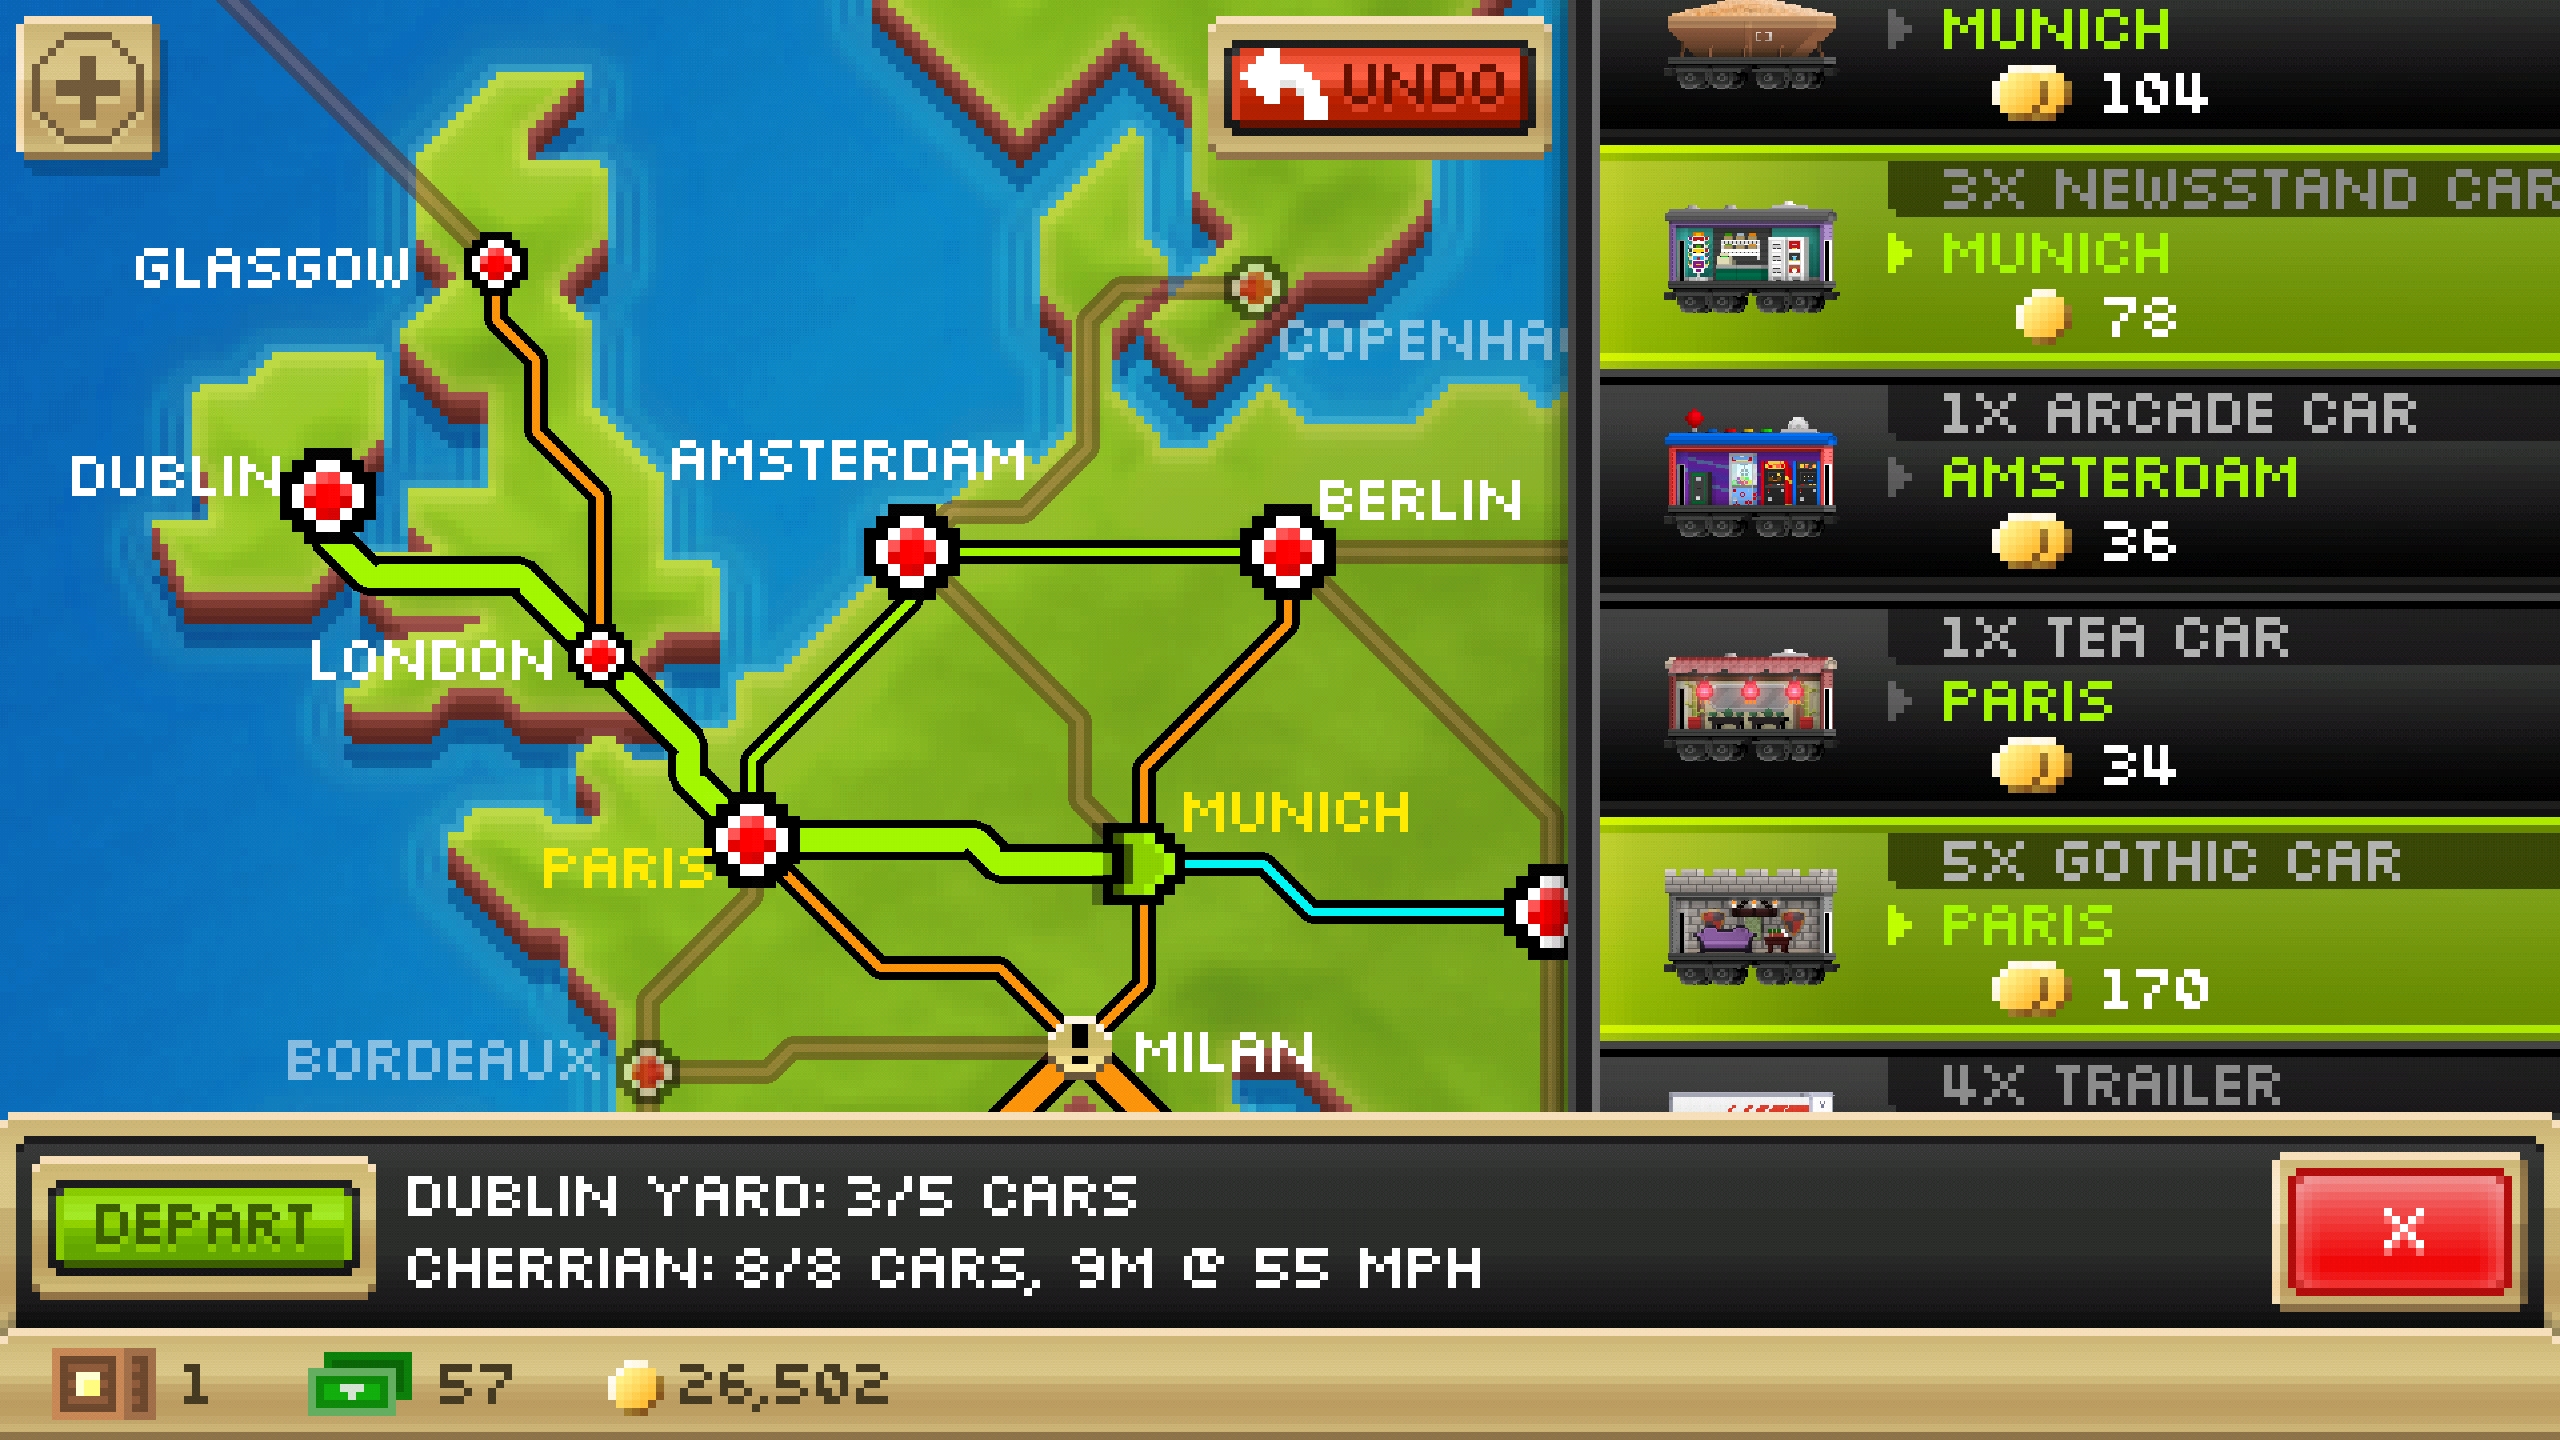 UNDO
GLASGOW
COPENHA
DUBLIN
AMSTERDAM
BERLIN
LONDON
MUNICH
PARIS
BORDEAUX
MILAN
MUNICH
104
3X NEWSSTAND CAR
MUNICH
78
1X ARCADE CAR
AMSTERDAM
36
1X TEA CAR
PARIS
34
5X GOTHIC CAR
PARIS
170
4X TRAILER
DEPART
DUBLIN YARD: 3/5 CARS
CHERRIAN: 8/8 CARS, 9M @ 55 MPH
X
1
57
26,502